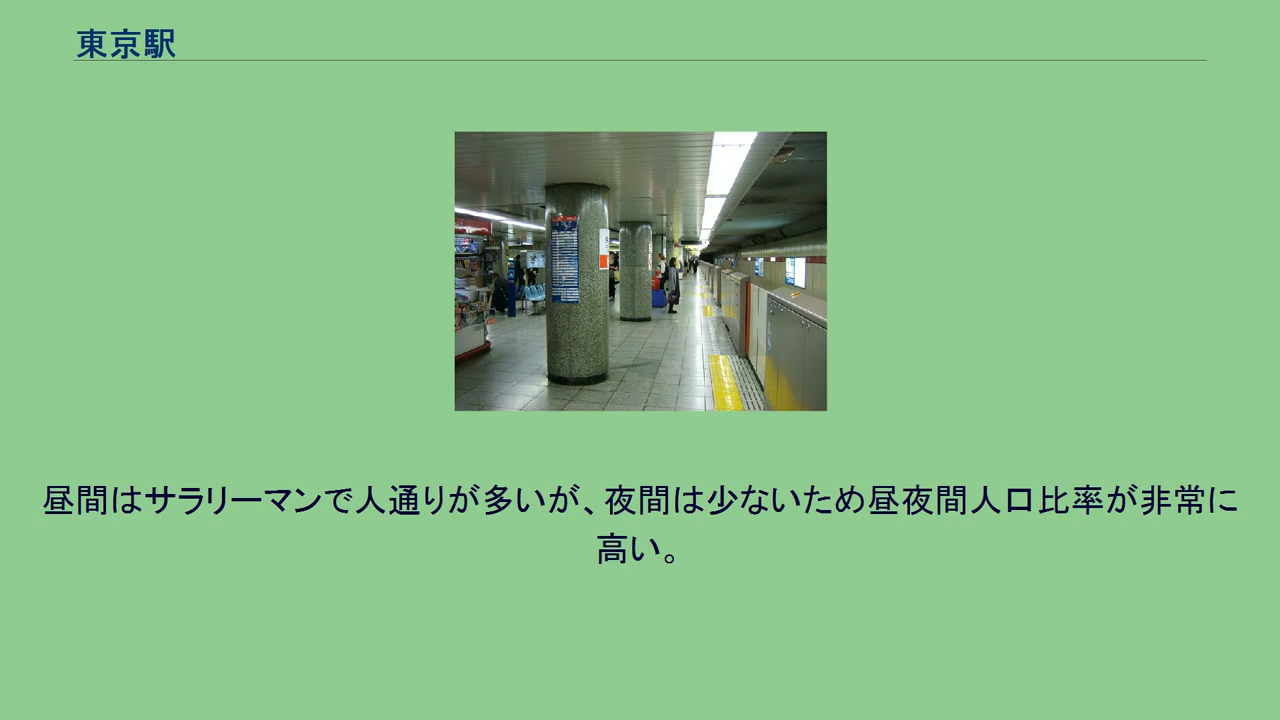 東京駅
昼間はサラリーマンで人通りが多いが、夜間は少ないため昼夜間人口比率が非常に
高い。